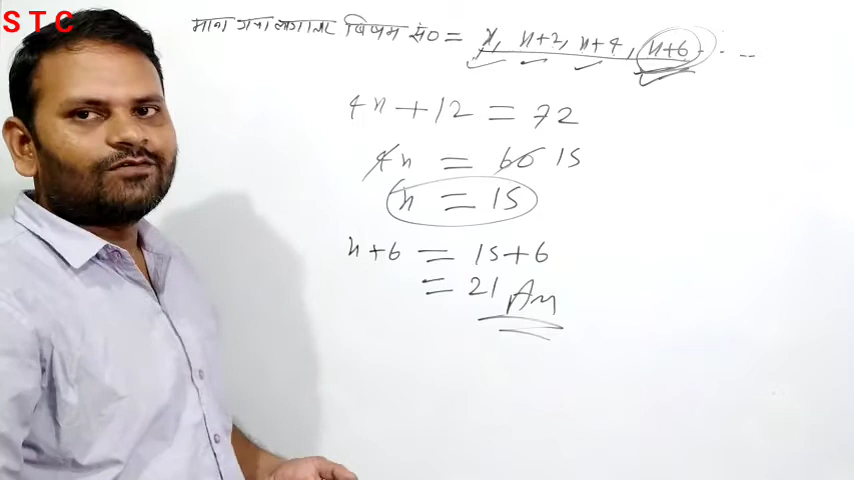 STC
माना गया लगातार विषम सं० = x, x+2, x+4, x+6 - - --
4x + 12 = 72
4x = 60 15
x = 15
x+6 = 15+6
= 21 Ans